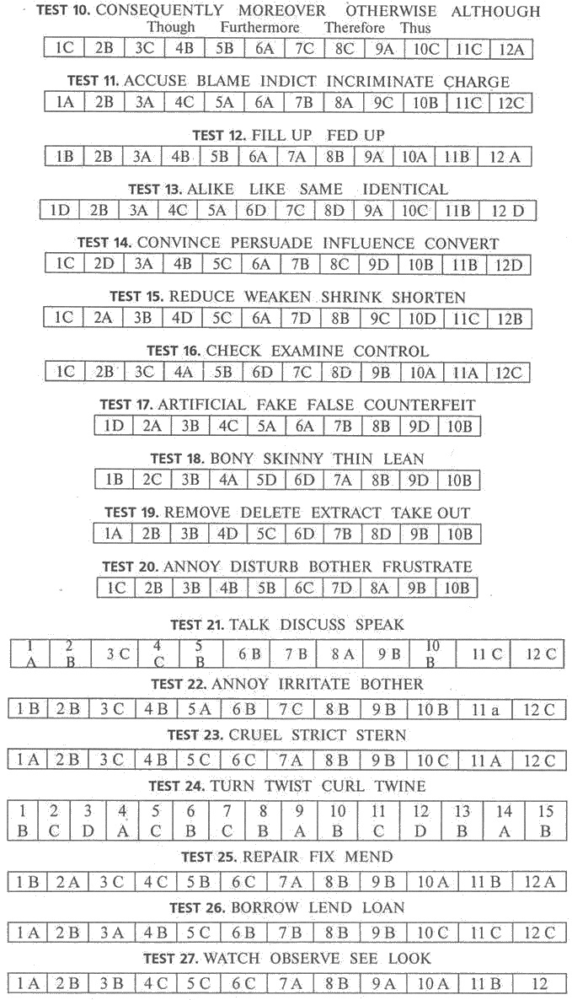 TEST 10. CONSEQUENTLY MOREOVER OTHERWISE ALTHOUGH
Though Furthermore Therefore Thus
1C 2B 3C 4B 5B 6A 7C 8C 9A 10C 11C 12A
TEST 11. ACCUSE BLAME INDICT INCRIMINATE CHARGE
1A 2B 3A 4C 5A 6A 7B 8A 9C 10B 11C 12C
TEST 12. FILL UP FED UP
1B 2B 3A 4B 5B 6A 7A 8B 9A 10A 11B 12 A
TEST 13. ALIKE LIKE SAME IDENTICAL
1D 2B 3A 4C 5A 6D 7C 8D 9A 10C 11B 12 D
TEST 14. CONVINCE PERSUADE INFLUENCE CONVERT
1C 2D 3A 4B 5C 6A 7B 8C 9D 10B 11B 12D
TEST 15. REDUCE WEAKEN SHRINK SHORTEN
1C 2A 3B 4D 5C 6A 7D 8B 9C 10D 11C 12B
TEST 16. CHECK EXAMINE CONTROL
1C 2B 3C 4A 5B 6D 7C 8D 9B 10A 11A 12C
TEST 17. ARTIFICIAL FAKE FALSE COUNTERFEIT
1D 2A 3B 4C 5A 6A 7B 8B 9D 10B
TEST 18. BONY SKINNY THIN LEAN
1B 2C 3B 4A 5D 6D 7A 8B 9D 10B
TEST 19. REMOVE DELETE EXTRACT TAKE OUT
1A 2B 3B 4D 5C 6D 7B 8D 9B 10B
TEST 20. ANNOY DISTURB BOTHER FRUSTRATE
1C 2B 3B 4B 5B 6C 7D 8A 9B 10B
TEST 21. TALK DISCUSS SPEAK
1 2 3 C 4 5 6 B 7 B 8 A 9 B 10 11 C 12 C
A B C B B
TEST 22. ANNOY IRRITATE BOTHER
1 B 2 B 3 C 4 B 5 A 6 B 7 C 8 B 9 B 10 B 11 a 12 C
TEST 23. CRUEL STRICT STERN
1 A 2 B 3 C 4 B 5 C 6 C 7 A 8 B 9 B 10 C 11 A 12 C
TEST 24. TURN TWIST CURL TWINE
1 2 3 4 5 6 7 8 9 10 11 12 13 14 15
B C D A C B C B A B C D B A B
TEST 25. REPAIR FIX MEND
1 B 2 A 3 C 4 C 5 B 6 C 7 A 8 B 9 B 10 A 11 B 12 A
TEST 26. BORROW LEND LOAN
1 A 2 B 3 A 4 B 5 C 6 B 7 B 8 B 9 B 10 C 11 C 12 C
TEST 27. WATCH OBSERVE SEE LOOK
1 A 2 B 3 B 4 C 5 C 6 C 7 A 8 B 9 A 10 A 11 B 12